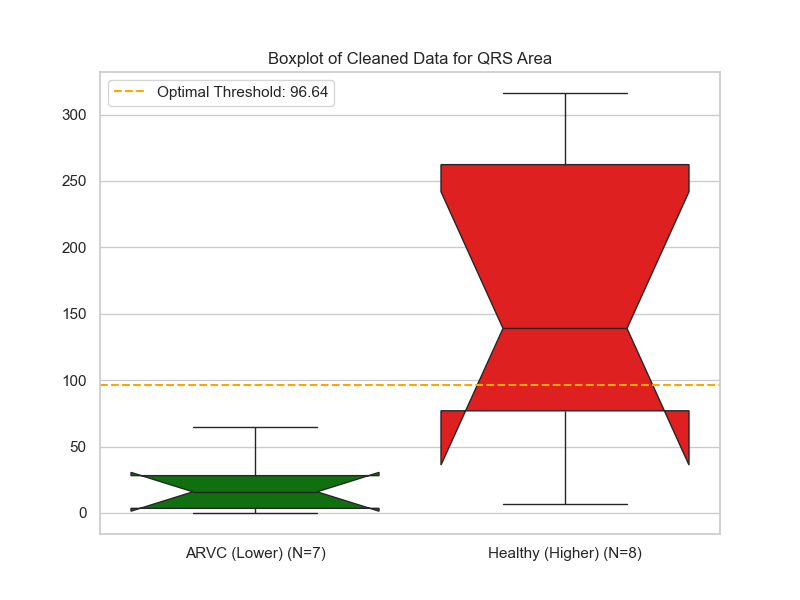 Boxplot of Cleaned Data for QRS Area
Optimal Threshold: 96.64
300
250
200
150
100
50
0
ARVC (Lower) (N=7)
Healthy (Higher) (N=8)